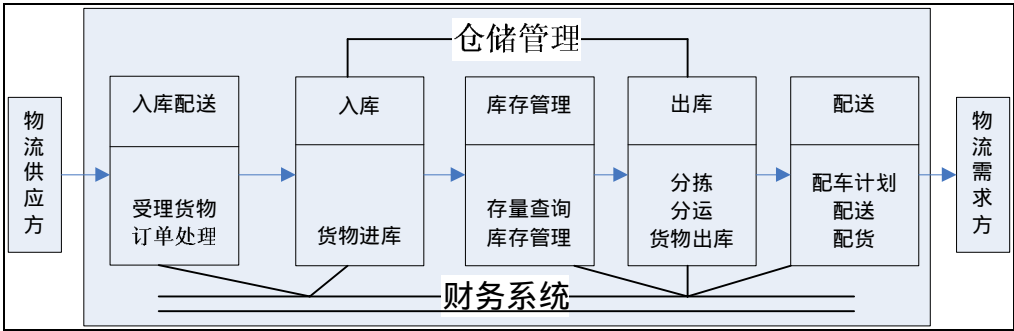 仓储管理
物流供应方
入库配送
受理货物
订单处理
入库
货物进库
库存管理
存量查询
库存管理
出库
分拣
分运
货物出库
配送
配车计划
配送
配货
物流需求方
财务系统